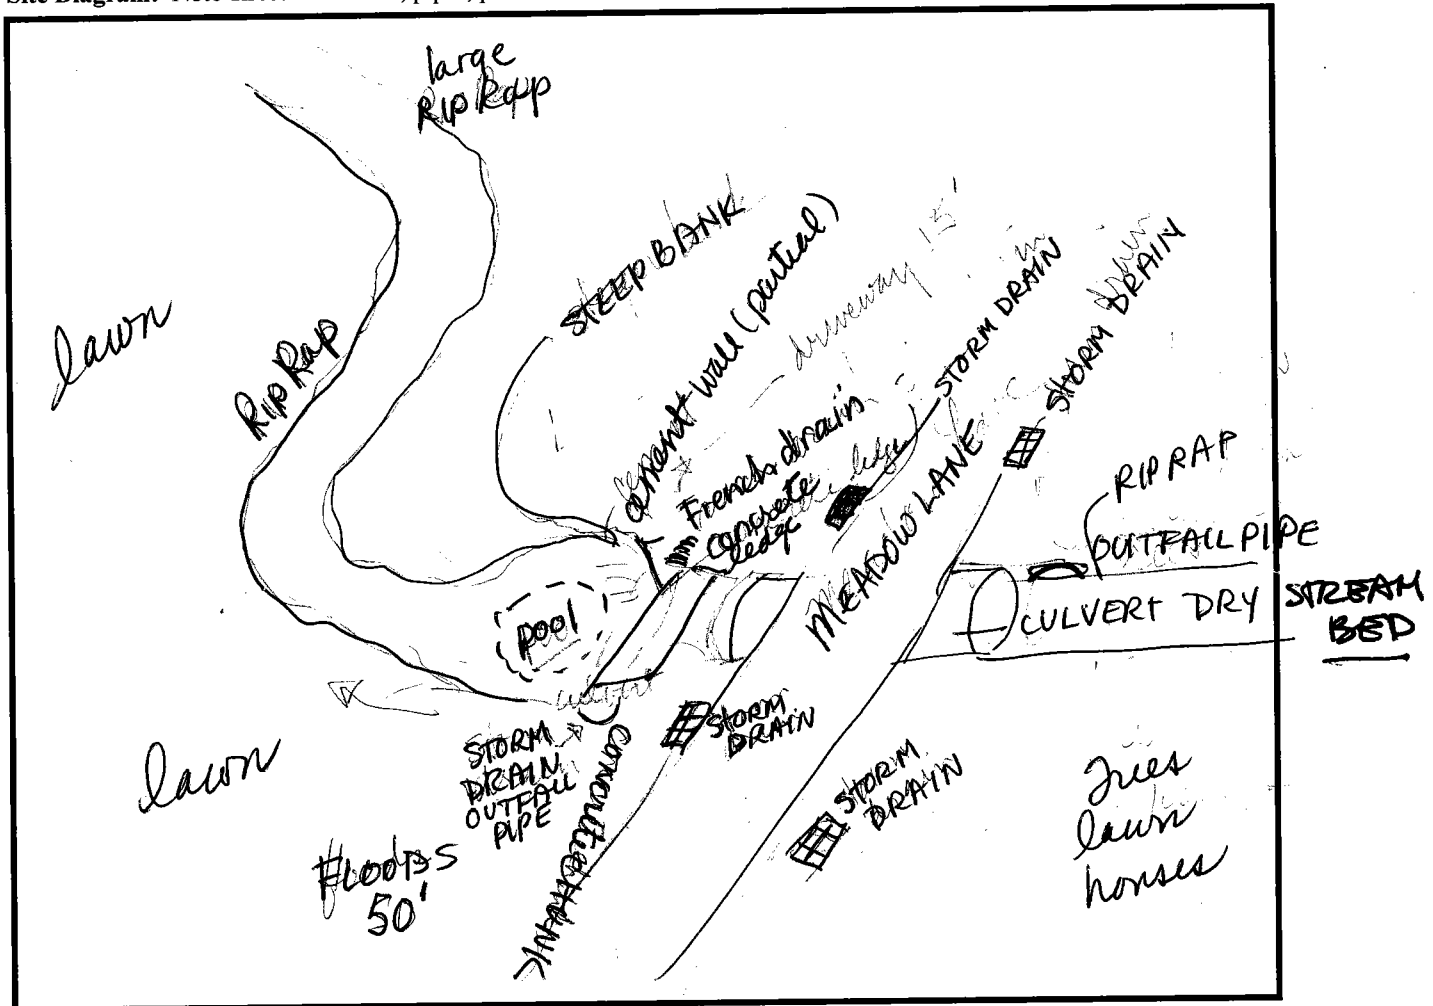 large
Rip Rap
STEEP BANK
cement wall (partial)
driveway 15'
STORM DRAIN
STORM DRAIN
lawn
Rip Rap
French drain
concrete
ledge
MEADOW LANE
RIP RAP
OUTFALL PIPE
pool
CULVERT DRY STREAM
BED
culvert
STORM
DRAIN
OUTFALL
PIPE
STORM
DRAIN
STORM
DRAIN
lawn
Floods
50'
Trees
lawn
houses